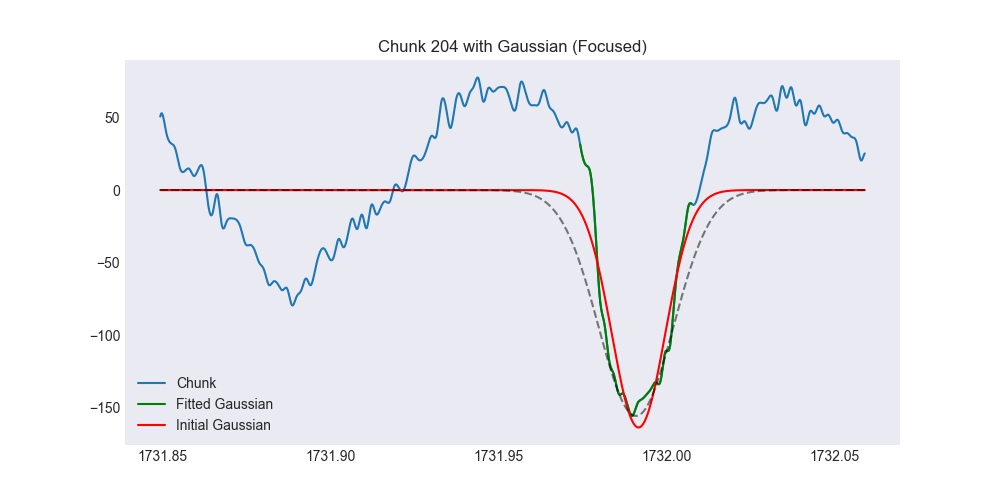 Chunk 204 with Gaussian (Focused)
50
0
−50
−100
−150
Chunk
Fitted Gaussian
Initial Gaussian
1731.85 1731.90 1731.95 1732.00 1732.05